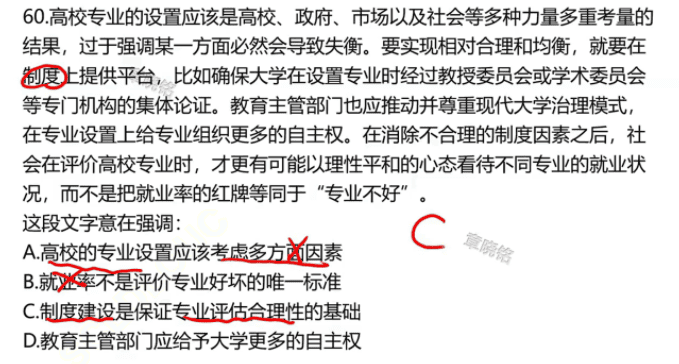 60.高校专业的设置应该是高校、政府、市场以及社会等多种力量多重考量的
结果，过于强调某一方面必然会导致失衡。要实现相对合理和均衡，就要在
制度上提供平台，比如确保大学在设置专业时经过教授委员会或学术委员会
等专门机构的集体论证。教育主管部门也应推动并尊重现代大学治理模式，
在专业设置上给专业组织更多的自主权。在消除不合理的制度因素之后，社
会在评价高校专业时，才更有可能以理性平和的心态看待不同专业的就业状
况，而不是把就业率的红牌等同于“专业不好”。
这段文字意在强调：
C
章晓铭
A.高校的专业设置应该考虑多方面因素
B.就业率不是评价专业好坏的唯一标准
C.制度建设是保证专业评估合理性的基础
D.教育主管部门应给予大学更多的自主权
章晓铭